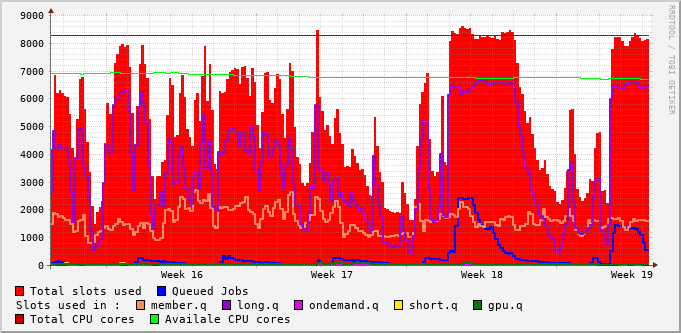 9000
8000
7000
6000
5000
4000
3000
2000
1000
0
RRDTOOL / TOBI OETIKER
Week 16 Week 17 Week 18 Week 19
Total slots used Queued Jobs
Slots used in : member.q long.q ondemand.q short.q gpu.q
Total CPU cores Availale CPU cores